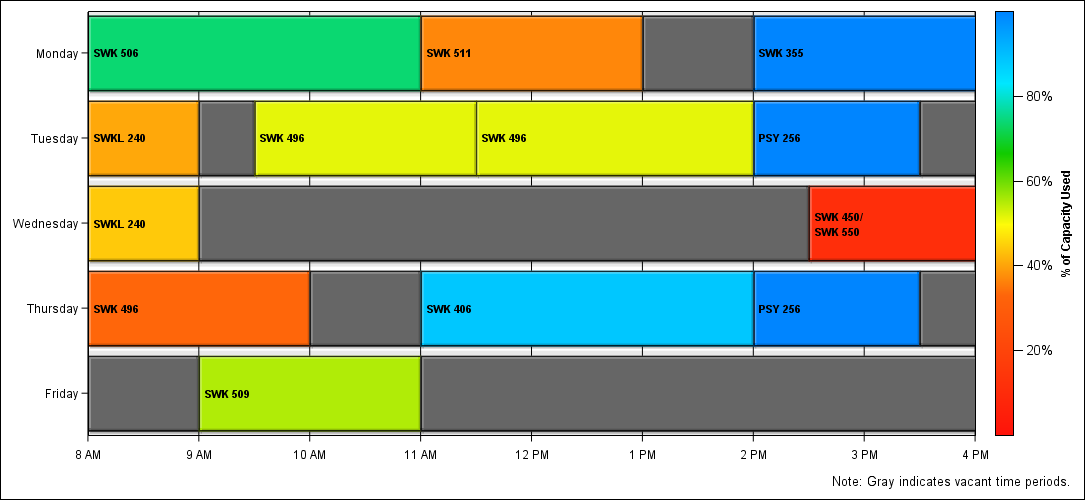 Monday
SWK 506
SWK 511
SWK 355
80%
Tuesday
SWKL 240
SWK 496
SWK 496
PSY 256
60%
Wednesday
SWKL 240
SWK 450/
SWK 550
% of Capacity Used
40%
Thursday
SWK 496
SWK 406
PSY 256
20%
Friday
SWK 509
8 AM 9 AM 10 AM 11 AM 12 PM 1 PM 2 PM 3 PM 4 PM
Note: Gray indicates vacant time periods.